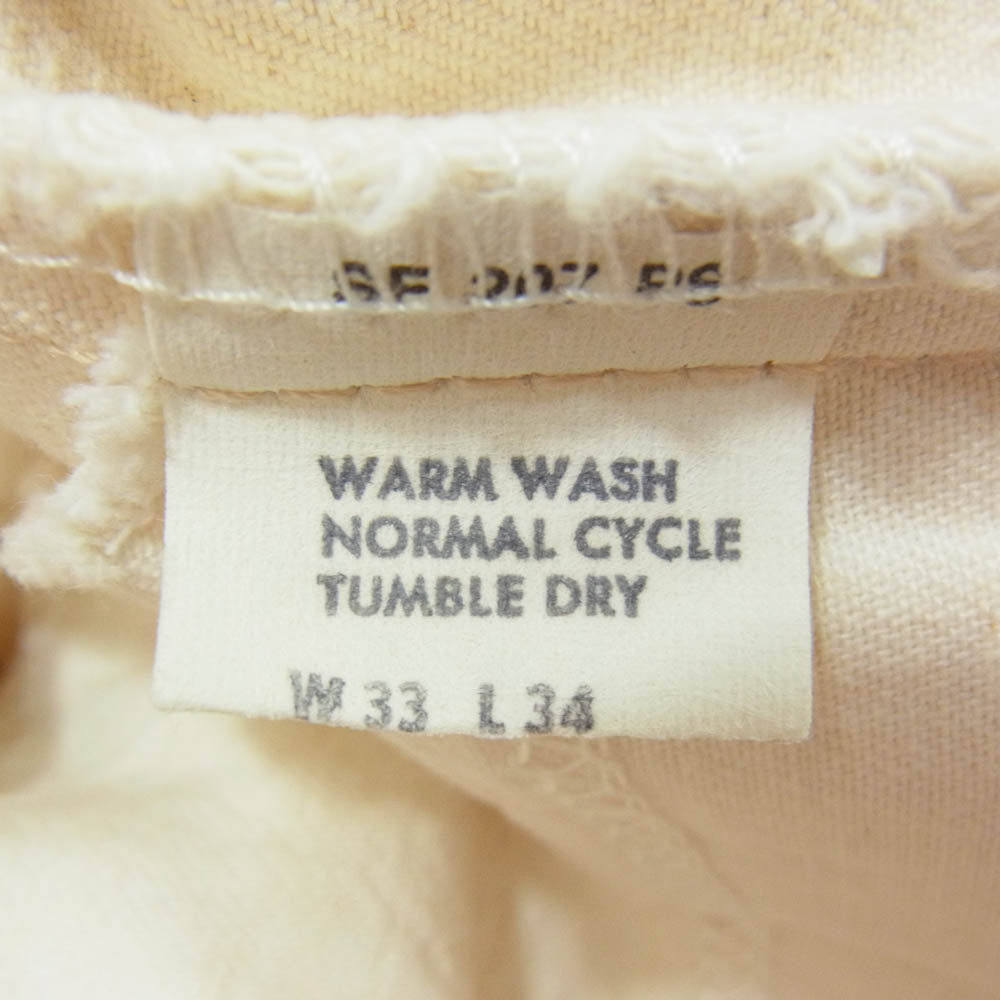 WARM WASH
NORMAL CYCLE
TUMBLE DRY
W 33 L 34